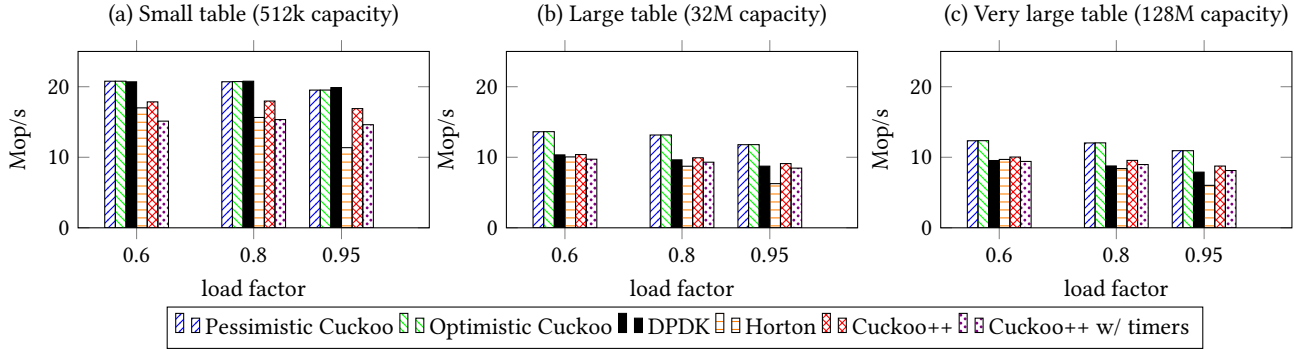 (a) Small table (512k capacity)
(b) Large table (32M capacity)
(c) Very large table (128M capacity)
Mop/s
20
10
0
0.6
0.8
0.95
load factor
Mop/s
20
10
0
0.6
0.8
0.95
load factor
Mop/s
20
10
0
0.6
0.8
0.95
load factor
Pessimistic Cuckoo
Optimistic Cuckoo
DPDK
Horton
Cuckoo++
Cuckoo++ w/ timers